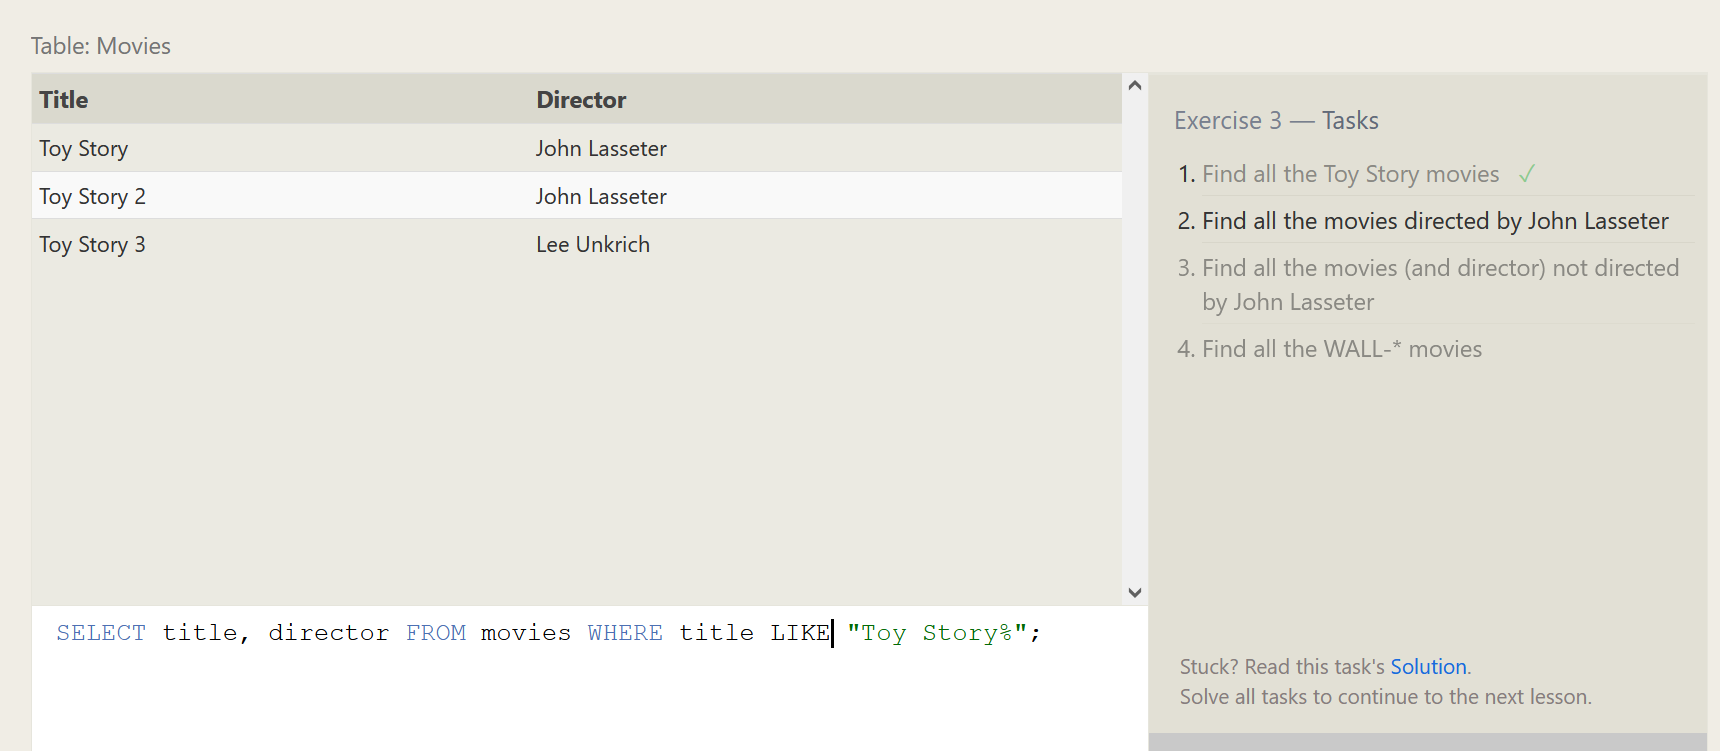 Table: Movies
Title Director
Toy Story John Lasseter
Toy Story 2 John Lasseter
Toy Story 3 Lee Unkrich
SELECT title, director FROM movies WHERE title LIKE "Toy Story%";
Exercise 3 — Tasks
1. Find all the Toy Story movies ✓
2. Find all the movies directed by John Lasseter
3. Find all the movies (and director) not directed
by John Lasseter
4. Find all the WALL-* movies
Stuck? Read this task's Solution.
Solve all tasks to continue to the next lesson.